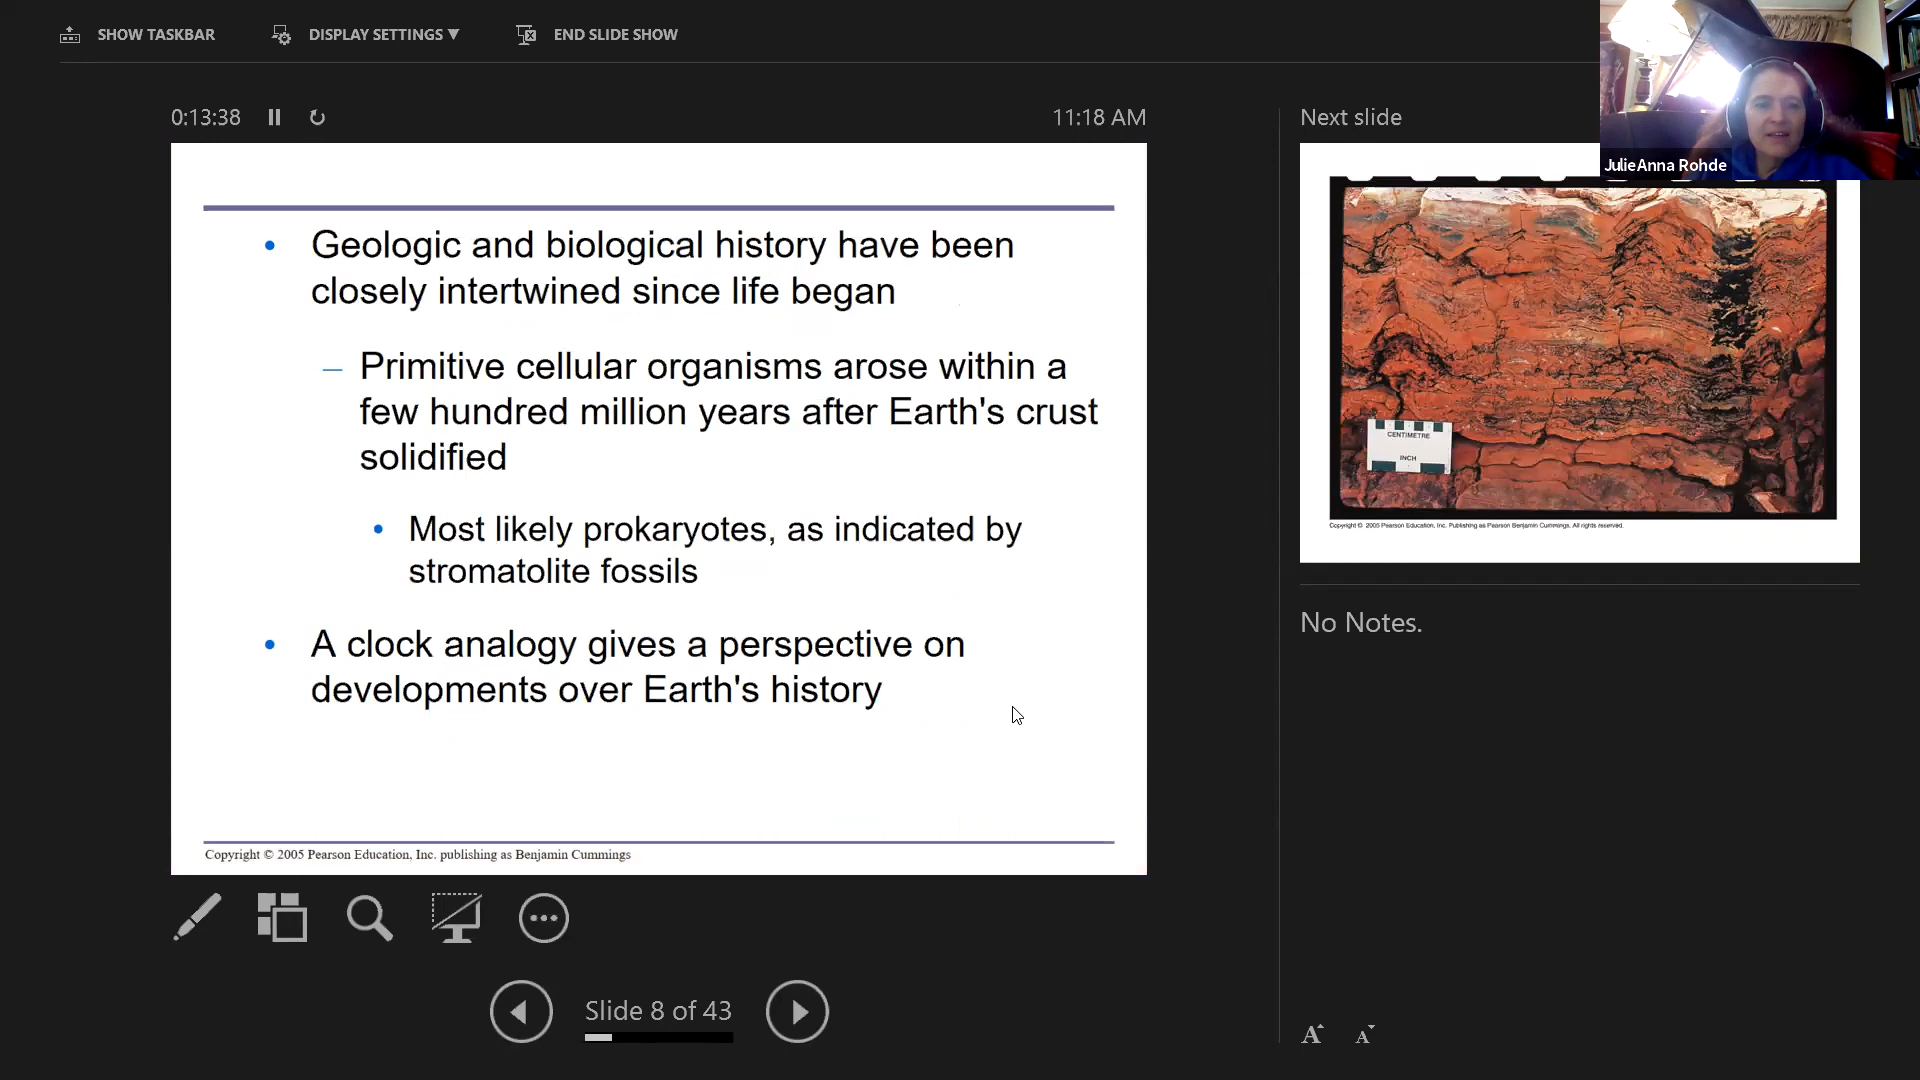 SHOW TASKBAR
DISPLAY SETTINGS ▼
END SLIDE SHOW
0:13:38
11:18 AM
Next slide
JulieAnna Rohde
• Geologic and biological history have been
closely intertwined since life began
– Primitive cellular organisms arose within a
few hundred million years after Earth's crust
solidified
• Most likely prokaryotes, as indicated by
stromatolite fossils
• A clock analogy gives a perspective on
developments over Earth's history
Copyright © 2005 Pearson Education, Inc. publishing as Benjamin Cummings
CENTIMETRE
INCH
Copyright © 2005 Pearson Education, Inc. Publishing as Pearson Benjamin Cummings. All rights reserved.
No Notes.
Slide 8 of 43
A A